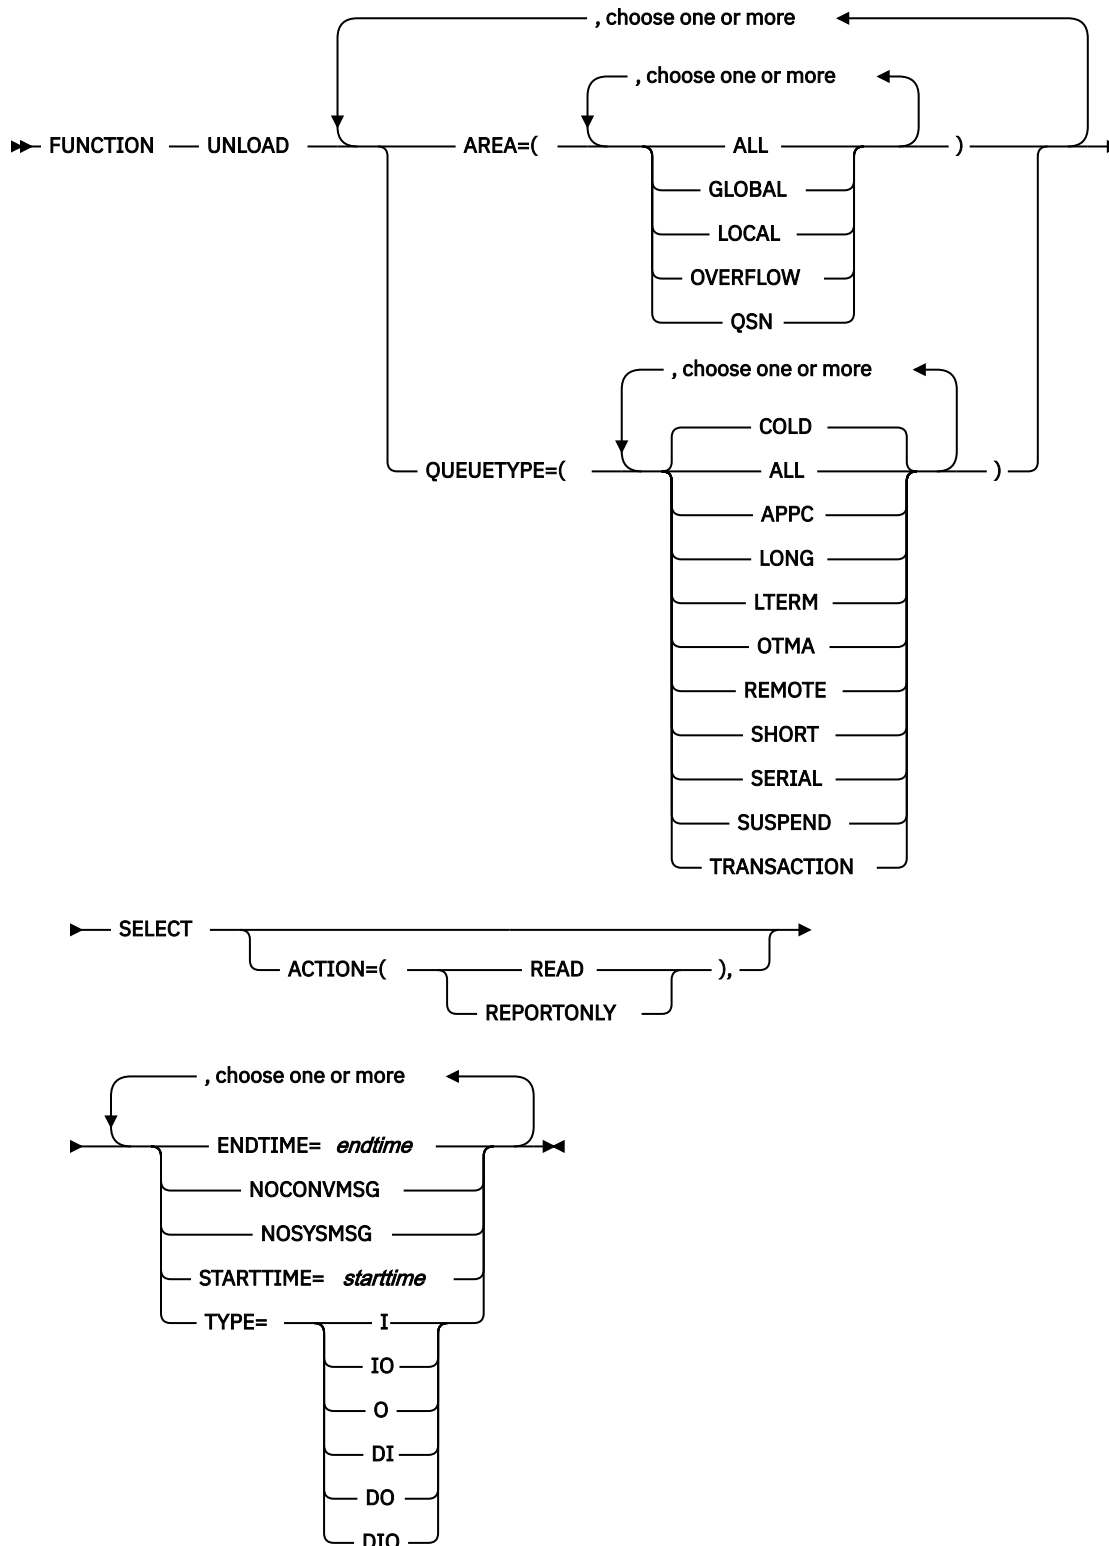 , choose one or more
, choose one or more
FUNCTION UNLOAD AREA=( ALL )
GLOBAL
LOCAL
OVERFLOW
QSN
, choose one or more
COLD
QUEUETYPE=( ALL )
APPC
LONG
LTERM
OTMA
REMOTE
SHORT
SERIAL
SUSPEND
TRANSACTION
SELECT
ACTION=( READ ),
REPORTONLY
, choose one or more
ENDTIME= endtime
NOCONVMSG
NOSYSMSG
STARTTIME= starttime
TYPE= I
IO
O
DI
DO
DIO